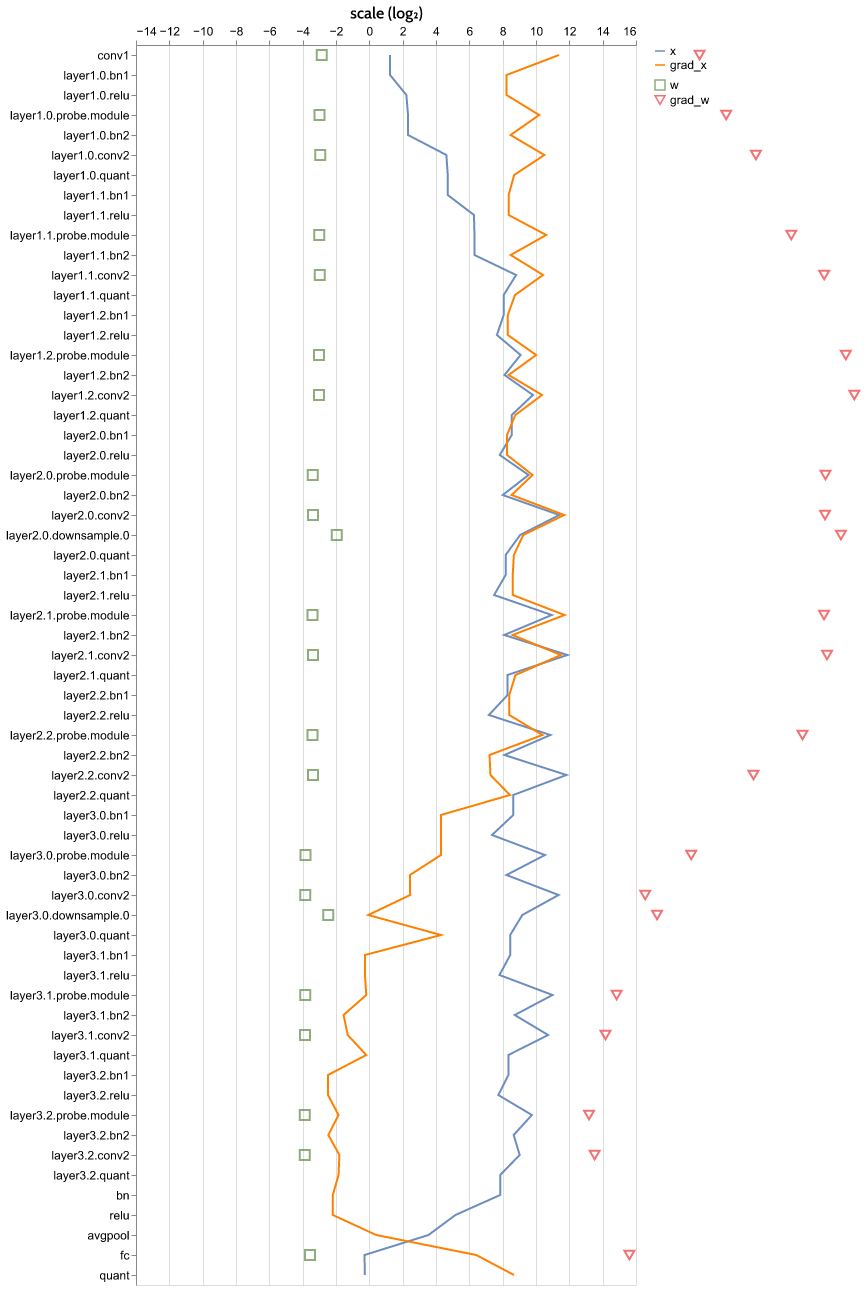 scale (log₂)
−14 −12 −10 −8 −6 −4 −2 0 2 4 6 8 10 12 14 16
x
grad_x
w
grad_w
conv1
layer1.0.bn1
layer1.0.relu
layer1.0.probe.module
layer1.0.bn2
layer1.0.conv2
layer1.0.quant
layer1.1.bn1
layer1.1.relu
layer1.1.probe.module
layer1.1.bn2
layer1.1.conv2
layer1.1.quant
layer1.2.bn1
layer1.2.relu
layer1.2.probe.module
layer1.2.bn2
layer1.2.conv2
layer1.2.quant
layer2.0.bn1
layer2.0.relu
layer2.0.probe.module
layer2.0.bn2
layer2.0.conv2
layer2.0.downsample.0
layer2.0.quant
layer2.1.bn1
layer2.1.relu
layer2.1.probe.module
layer2.1.bn2
layer2.1.conv2
layer2.1.quant
layer2.2.bn1
layer2.2.relu
layer2.2.probe.module
layer2.2.bn2
layer2.2.conv2
layer2.2.quant
layer3.0.bn1
layer3.0.relu
layer3.0.probe.module
layer3.0.bn2
layer3.0.conv2
layer3.0.downsample.0
layer3.0.quant
layer3.1.bn1
layer3.1.relu
layer3.1.probe.module
layer3.1.bn2
layer3.1.conv2
layer3.1.quant
layer3.2.bn1
layer3.2.relu
layer3.2.probe.module
layer3.2.bn2
layer3.2.conv2
layer3.2.quant
bn
relu
avgpool
fc
quant